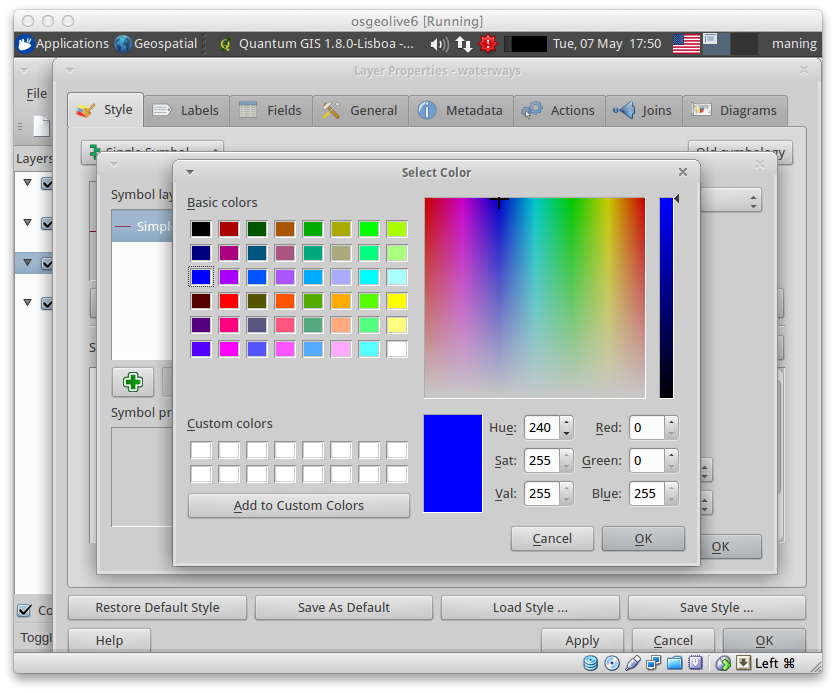 osgeolive6 [Running]
Applications Geospatial Quantum GIS 1.8.0-Lisboa -... Tue, 07 May 17:50 maning
Layer Properties - waterways
File
Style Labels Fields General Metadata Actions Joins Diagrams
Layers
Single Symbol Old symbology
Select Color
Symbol lay
Simple
Basic colors
S
Symbol pr
Custom colors
Hue: 240 Red: 0
Sat: 255 Green: 0
Val: 255 Blue: 255
Add to Custom Colors
Cancel OK
OK
Restore Default Style Save As Default Load Style ... Save Style ...
Co
Toggl
Help Apply Cancel OK
Left ⌘